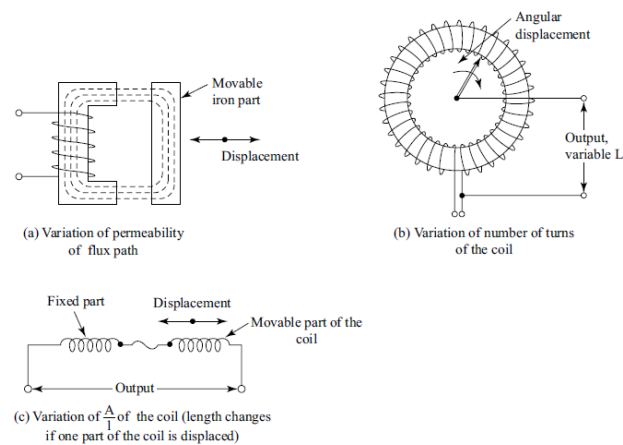 Movable
iron part
Displacement
(a) Variation of permeability
of flux path
Angular
displacement
Output,
variable L
(b) Variation of number of turns
of the coil
Fixed part
Displacement
Movable part of the
coil
Output
(c) Variation of A/l of the coil (length changes
if one part of the coil is displaced)